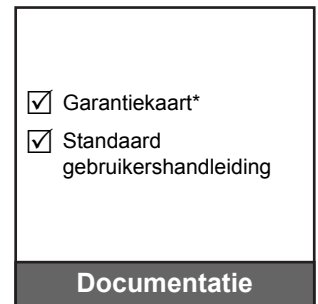 ☑ Garantiekaart*
☑ Standaard
gebruikershandleiding
Documentatie